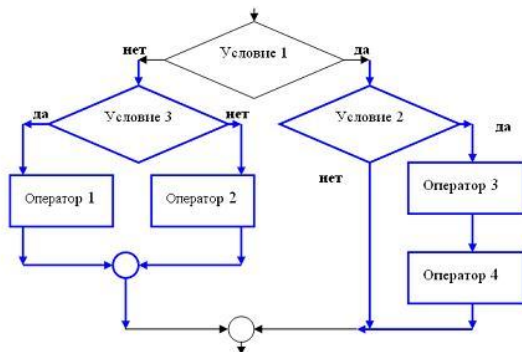 Условие 1
нет
да
Условие 3
да
нет
Условие 2
да
нет
Оператор 1
Оператор 2
Оператор 3
Оператор 4